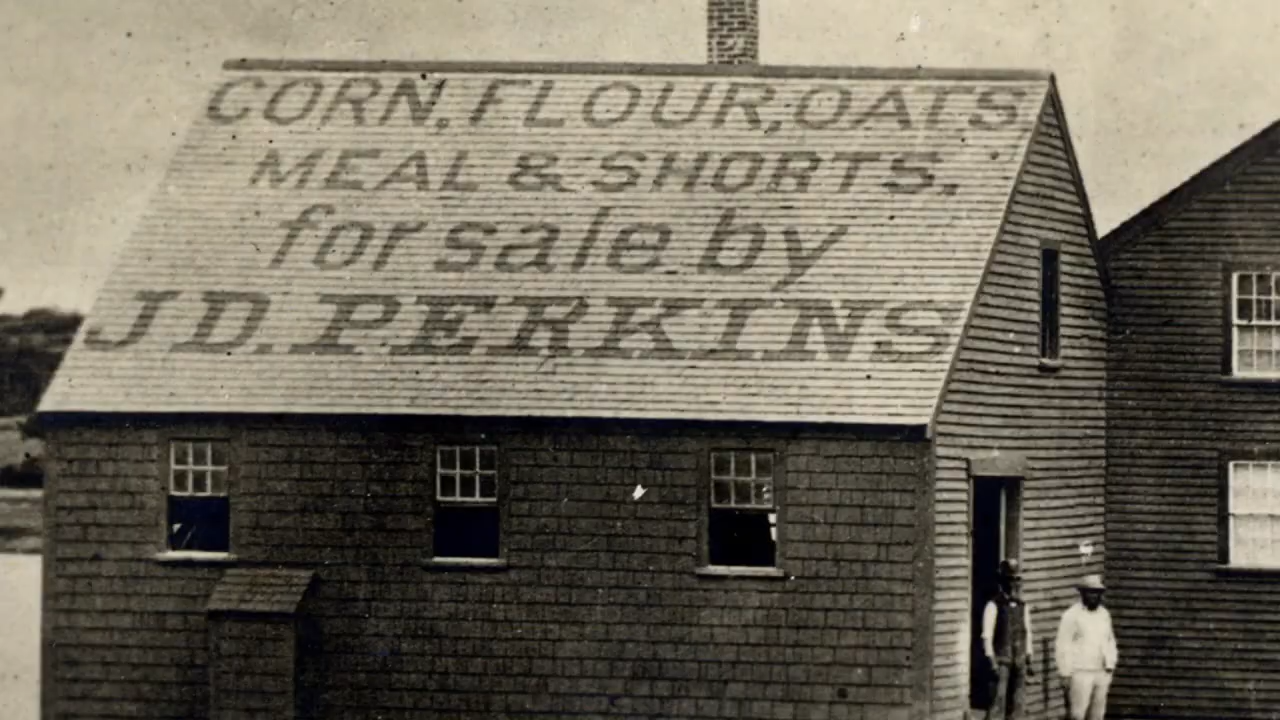 CORN, FLOUR, OATS
MEAL & SHORTS.
for sale by
J D. PERKINS